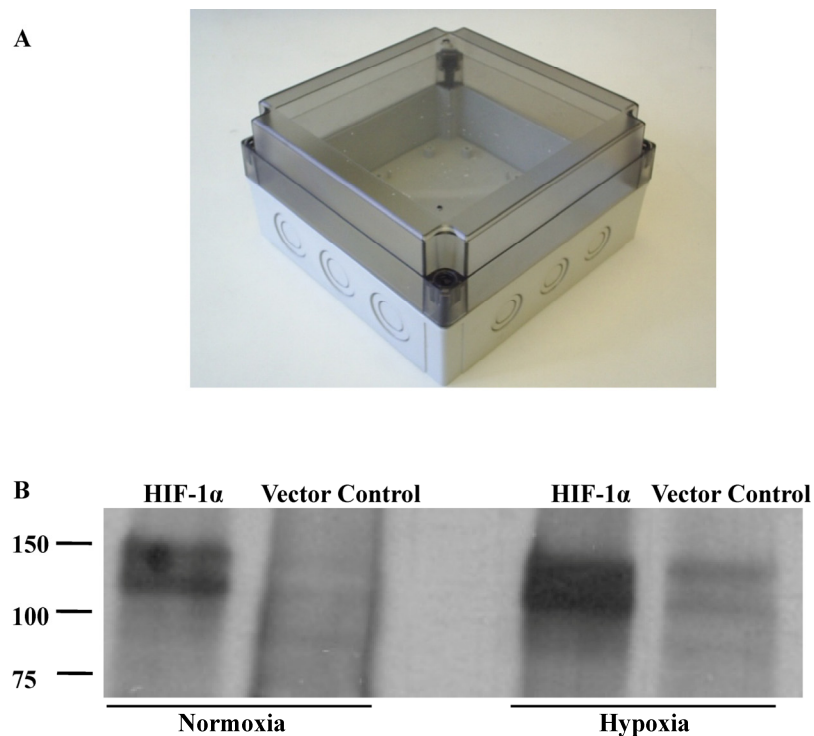 A
B
HIF-1α Vector Control HIF-1α Vector Control
150
100
75
Normoxia Hypoxia